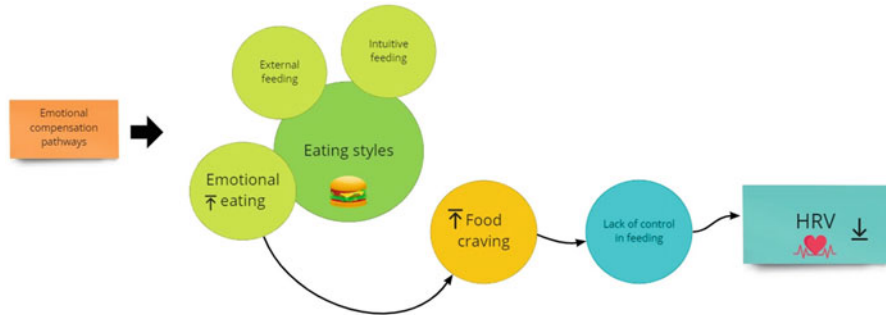 Emotional
compensation
pathways
External
feeding
Intuitive
feeding
Eating styles
Emotional
eating
Food
craving
Lack of control
in feeding
HRV